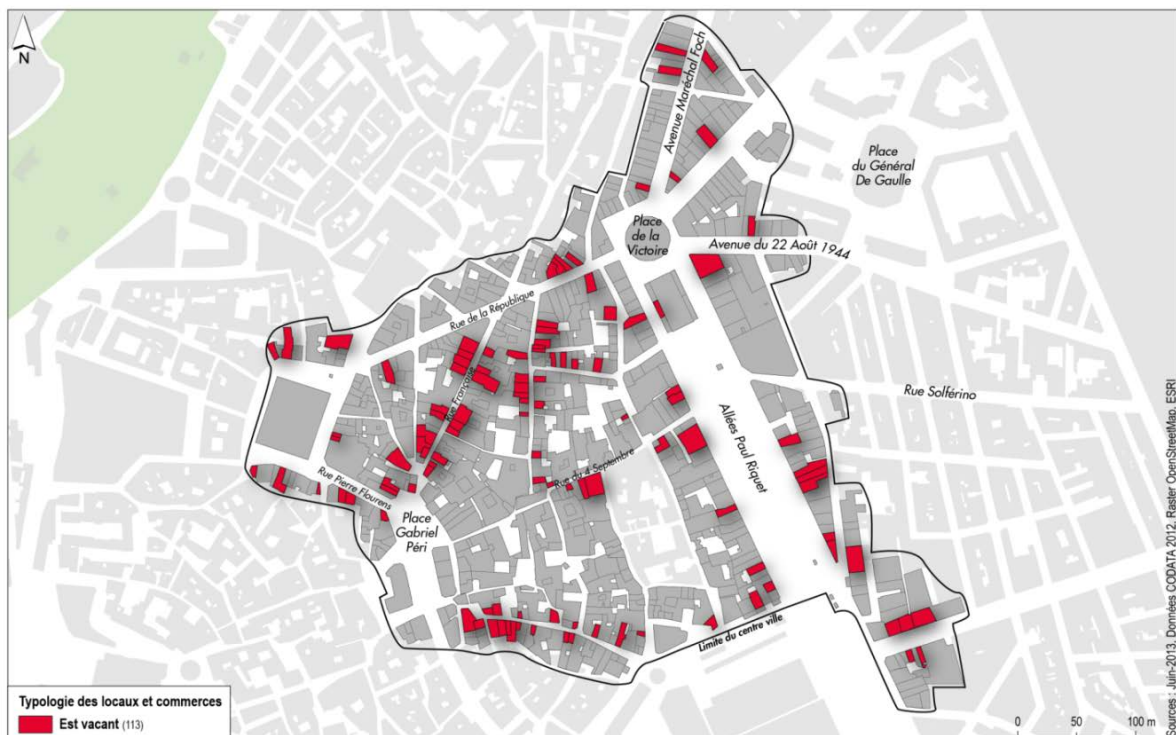 N
Avenue Maréchal Foch
Place
du Général
De Gaulle
Place
de la
Victoire
Avenue du 22 Août 1944
Rue de la République
Rue Solférino
Rue Française
Allées Paul Riquet
Rue du 4 Septembre
Rue Pierre Flourens
Place
Gabriel
Péri
Limite du centre ville
Typologie des locaux et commerces
Est vacant (113)
0 50 100 m
Sources : Juin-2013, Données CODATA 2012, Raster OpenStreetMap, ESRI